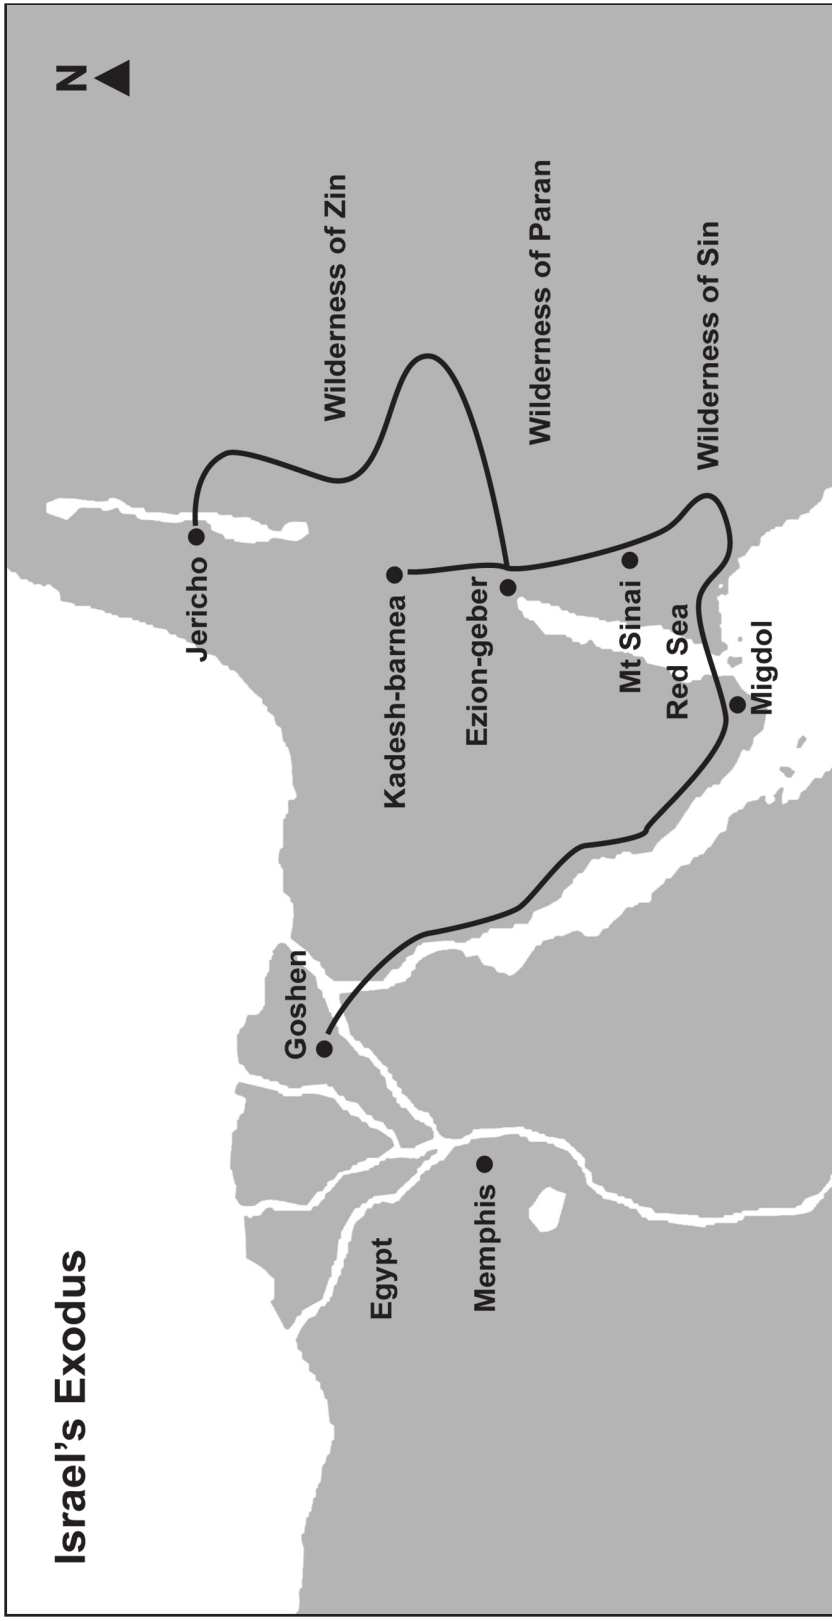 Israel’s Exodus
N
Jericho
Wilderness of Zin
Goshen
Kadesh-barnea
Egypt
Ezion-geber
Wilderness of Paran
Memphis
Mt Sinai
Red Sea
Wilderness of Sin
Migdol